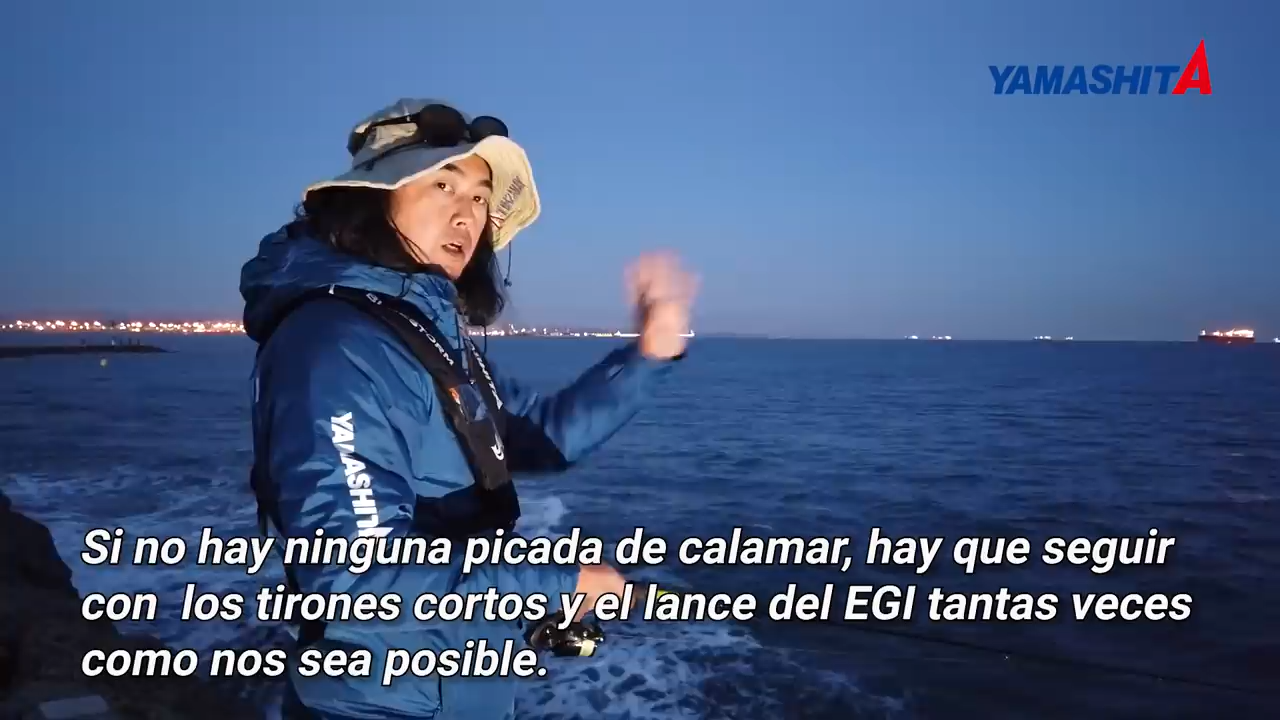 YAMASHITA
YAMASHITA
Si no hay ninguna picada de calamar, hay que seguir
con los tirones cortos y el lance del EGI tantas veces
como nos sea posible.